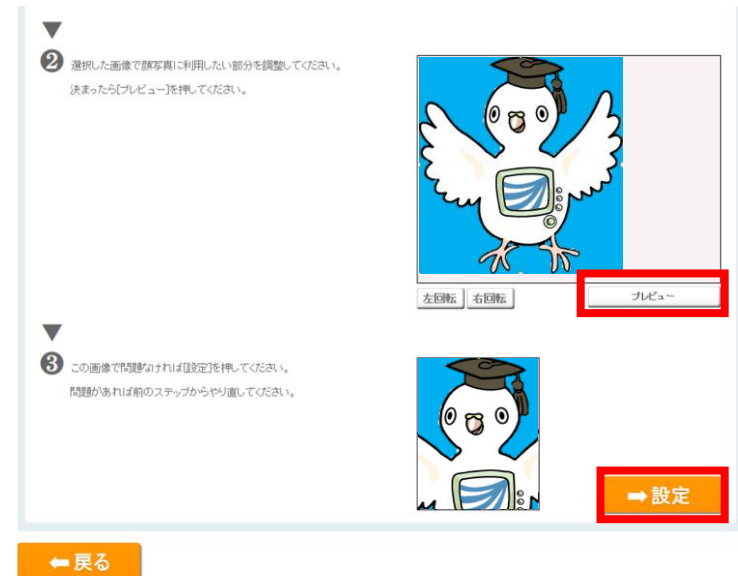 ▼
❷ 選択した画像で顔写真に利用したい部分を調整してください。
決まったら[プレビュー]を押してください。
左回転 右回転 プレビュー
▼
❸ この画像で問題なければ[設定]を押してください。
問題があれば前のステップからやり直してください。
➡設定
⬅戻る